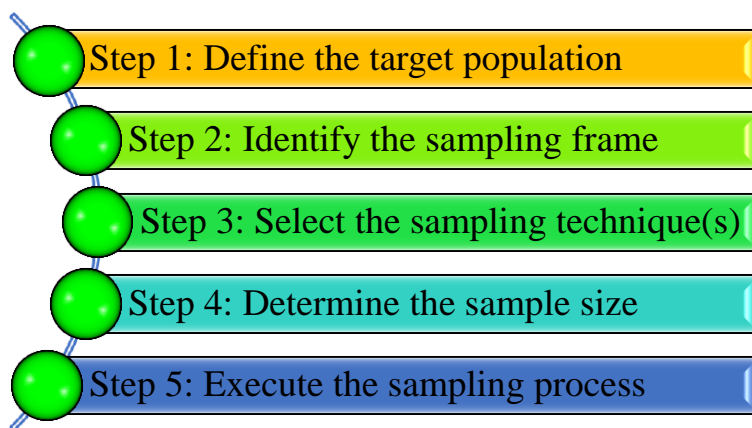 Step 1: Define the target population
Step 2: Identify the sampling frame
Step 3: Select the sampling technique(s)
Step 4: Determine the sample size
Step 5: Execute the sampling process